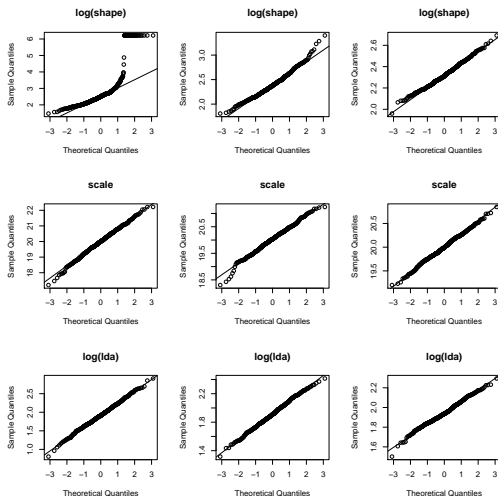 log(shape) log(shape) log(shape)
Sample Quantiles Sample Quantiles Sample Quantiles
2 3 4 5 6
2.0 2.5 3.0
2.0 2.2 2.4 2.6
−3 −2 −1 0 1 2 3 −3 −2 −1 0 1 2 3 −3 −2 −1 0 1 2 3
Theoretical Quantiles Theoretical Quantiles Theoretical Quantiles
scale scale scale
Sample Quantiles Sample Quantiles Sample Quantiles
18 19 20 21 22
18.5 19.5 20.5
19.5 20.0 20.5
−3 −2 −1 0 1 2 3 −3 −2 −1 0 1 2 3 −3 −2 −1 0 1 2 3
Theoretical Quantiles Theoretical Quantiles Theoretical Quantiles
log(lda) log(lda) log(lda)
Sample Quantiles Sample Quantiles Sample Quantiles
1.0 1.5 2.0 2.5
1.4 1.8 2.2
1.6 1.8 2.0 2.2
−3 −2 −1 0 1 2 3 −3 −2 −1 0 1 2 3 −3 −2 −1 0 1 2 3
Theoretical Quantiles Theoretical Quantiles Theoretical Quantiles